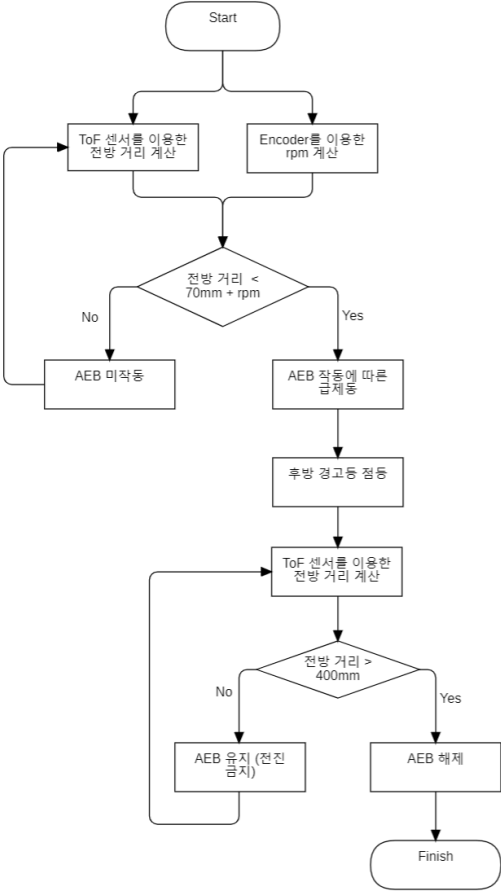 Start
ToF 센서를 이용한
전방 거리 계산
Encoder를 이용한
rpm 계산
전방 거리 <
70mm + rpm
No
Yes
AEB 미작동
AEB 작동에 따른
급제동
후방 경고등 점등
ToF 센서를 이용한
전방 거리 계산
전방 거리 >
400mm
No
Yes
AEB 유지 (전진
금지)
AEB 해제
Finish